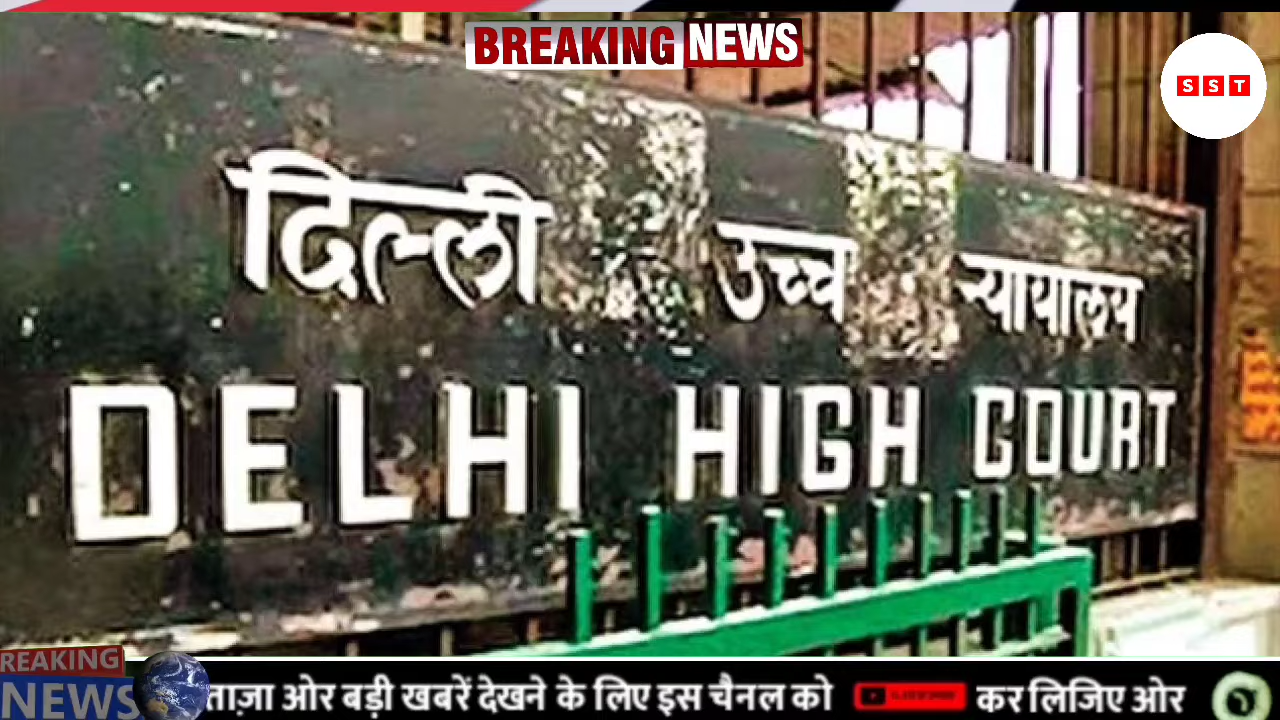 BREAKING NEWS
SST
दिल्ली उच्च न्यायालय
DELHI HIGH COURT
REAKING
NEWS
ताज़ा ओर बड़ी खबरें देखने के लिए इस चैनल को
कर लिजिए ओर